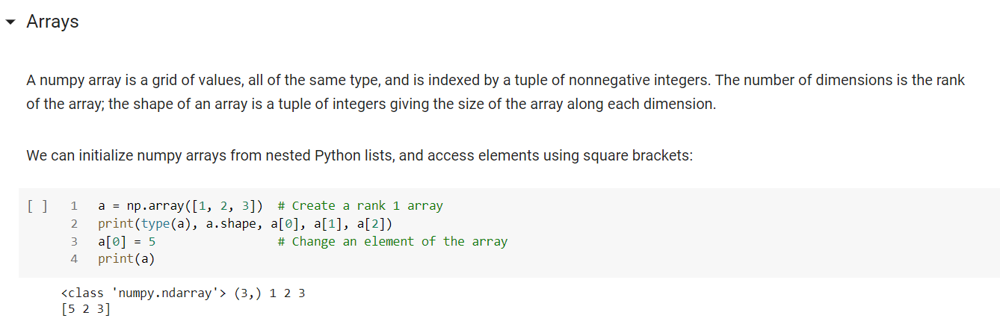 Arrays
A numpy array is a grid of values, all of the same type, and is indexed by a tuple of nonnegative integers. The number of dimensions is the rank
of the array; the shape of an array is a tuple of integers giving the size of the array along each dimension.
We can initialize numpy arrays from nested Python lists, and access elements using square brackets:
[ ] 1 a = np.array([1, 2, 3])  # Create a rank 1 array
2 print(type(a), a.shape, a[0], a[1], a[2])
3 a[0] = 5                 # Change an element of the array
4 print(a)
<class 'numpy.ndarray'> (3,) 1 2 3
[5 2 3]